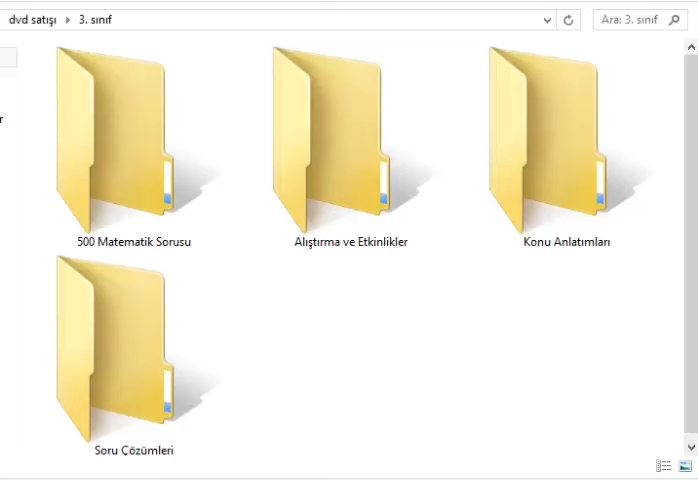 dvd satışı ▸ 3. sınıf
Ara: 3. sınıf
r
500 Matematik Sorusu
Alıştırma ve Etkinlikler
Konu Anlatımları
Soru Çözümleri